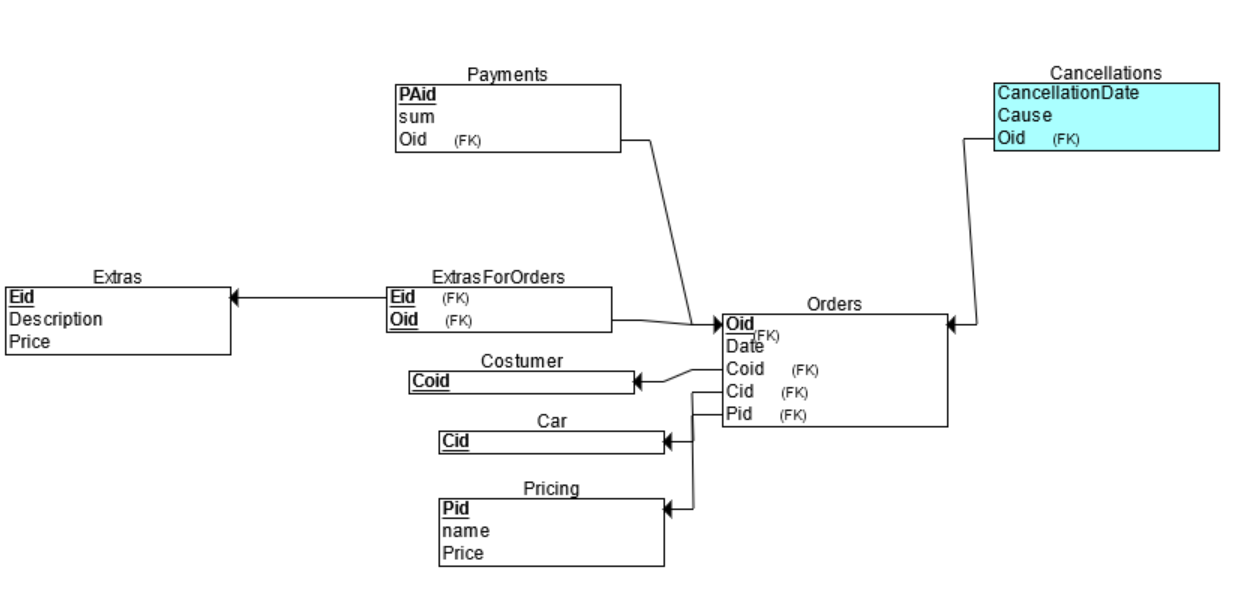 Payments
PAid
sum
Oid (FK)
Cancellations
CancellationDate
Cause
Oid (FK)
Extras
Eid
Description
Price
ExtrasForOrders
Eid (FK)
Oid (FK)
Orders
Oid
(FK)
Date
Coid (FK)
Cid (FK)
Pid (FK)
Costumer
Coid
Car
Cid
Pricing
Pid
name
Price